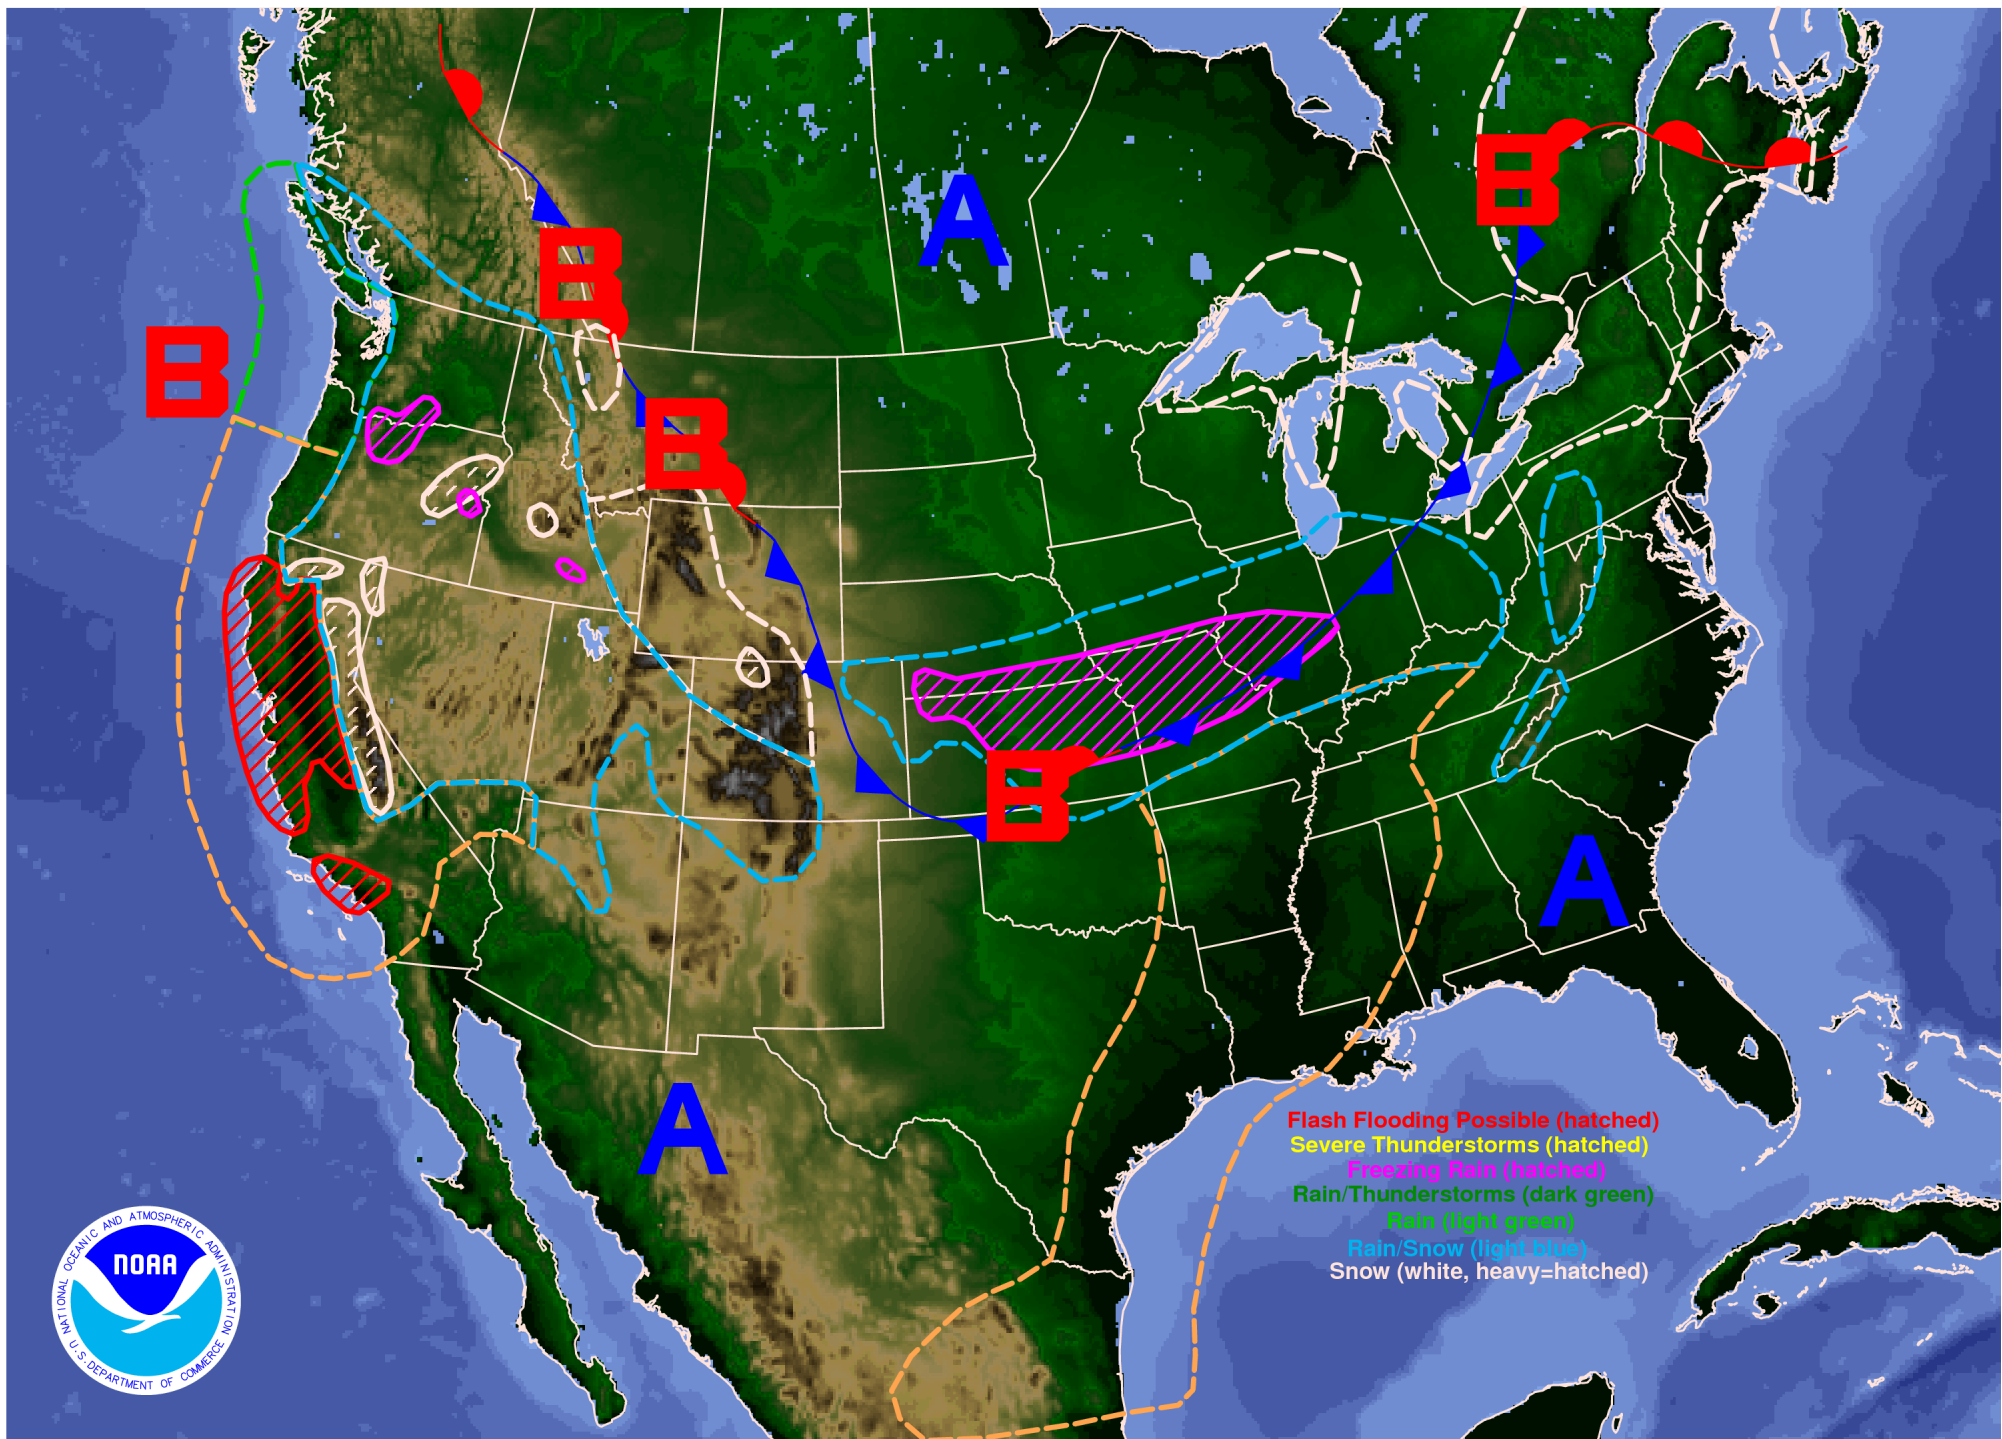 B
A
B
B
B
B
A
A
Flash Flooding Possible (hatched)
Severe Thunderstorms (hatched)
Freezing Rain (hatched)
Rain/Thunderstorms (dark green)
Rain (light green)
Rain/Snow (light blue)
Snow (white, heavy=hatched)
NATIONAL OCEANIC AND ATMOSPHERIC ADMINISTRATION
NOAA
U.S. DEPARTMENT OF COMMERCE